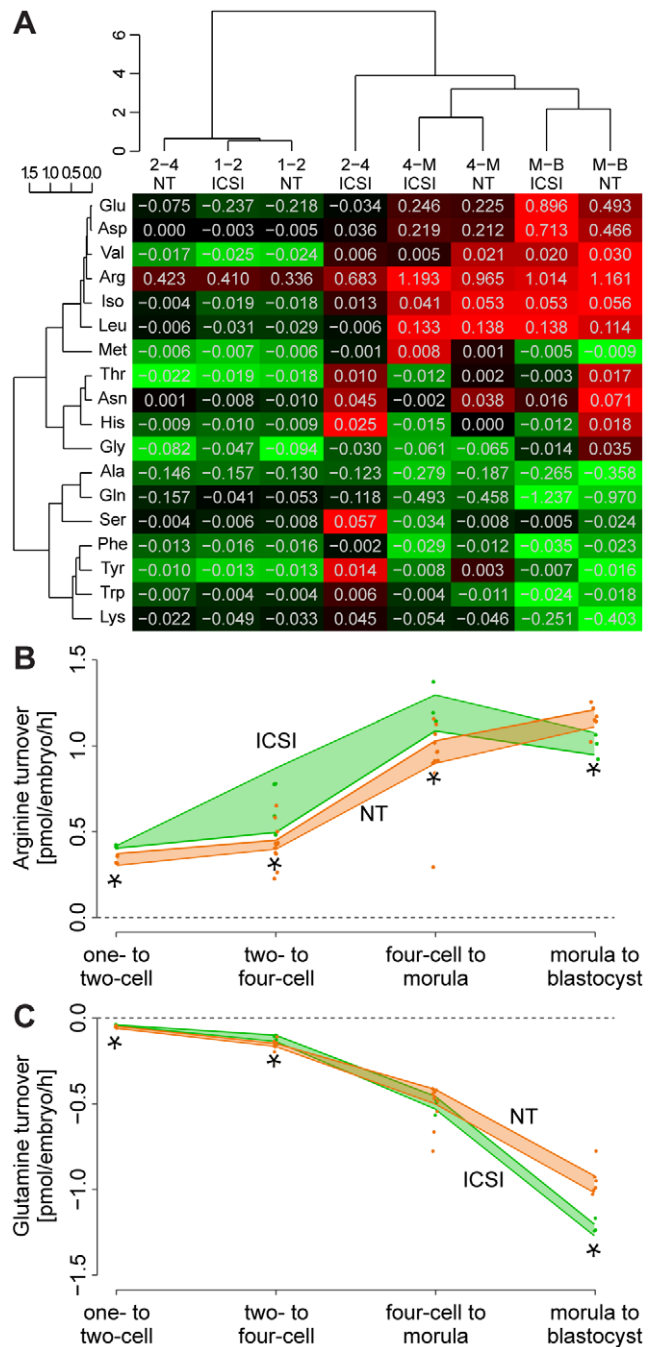 A
6
4
2
0
2−4 1−2 1−2 2−4 4−M 4−M M−B M−B
1.5 1.0 0.5 0.0 NT ICSI NT ICSI ICSI NT ICSI NT
Glu −0.075 −0.237 −0.218 −0.034 0.246 0.225 0.896 0.493
Asp 0.000 −0.003 −0.005 0.036 0.219 0.212 0.713 0.466
Val −0.017 −0.025 −0.024 0.006 0.005 0.021 0.020 0.030
Arg 0.423 0.410 0.336 0.683 1.193 0.965 1.014 1.161
Iso −0.004 −0.019 −0.018 0.013 0.041 0.053 0.053 0.056
Leu −0.006 −0.031 −0.029 −0.006 0.133 0.138 0.138 0.114
Met −0.006 −0.007 −0.006 −0.001 0.008 0.001 −0.005 −0.009
Thr −0.022 −0.019 −0.018 0.010 −0.012 0.002 −0.003 0.017
Asn 0.001 −0.008 −0.010 0.045 −0.002 0.038 0.016 0.071
His −0.009 −0.010 −0.009 0.025 −0.015 0.000 −0.012 0.018
Gly −0.082 −0.047 −0.094 −0.030 −0.061 −0.065 −0.014 0.035
Ala −0.146 −0.157 −0.130 −0.123 −0.279 −0.187 −0.265 −0.358
Gln −0.157 −0.041 −0.053 −0.118 −0.493 −0.458 −1.237 −0.970
Ser −0.004 −0.006 −0.008 0.057 −0.034 −0.008 −0.005 −0.024
Phe −0.013 −0.016 −0.016 −0.002 −0.029 −0.012 −0.035 −0.023
Tyr −0.010 −0.013 −0.013 0.014 −0.008 0.003 −0.007 −0.016
Trp −0.007 −0.004 −0.004 0.006 −0.004 −0.011 −0.024 −0.018
Lys −0.022 −0.049 −0.033 0.045 −0.054 −0.046 −0.251 −0.403
B
Arginine turnover
[pmol/embryo/h]
1.5
1.0
0.5
0.0
ICSI
NT
* * * *
one- to two- to four-cell to morula to
two-cell four-cell morula blastocyst
C
Glutamine turnover
[pmol/embryo/h]
0.0
−0.5
−1.0
−1.5
NT
ICSI
* * *
one- to two- to four-cell to morula to
two-cell four-cell morula blastocyst